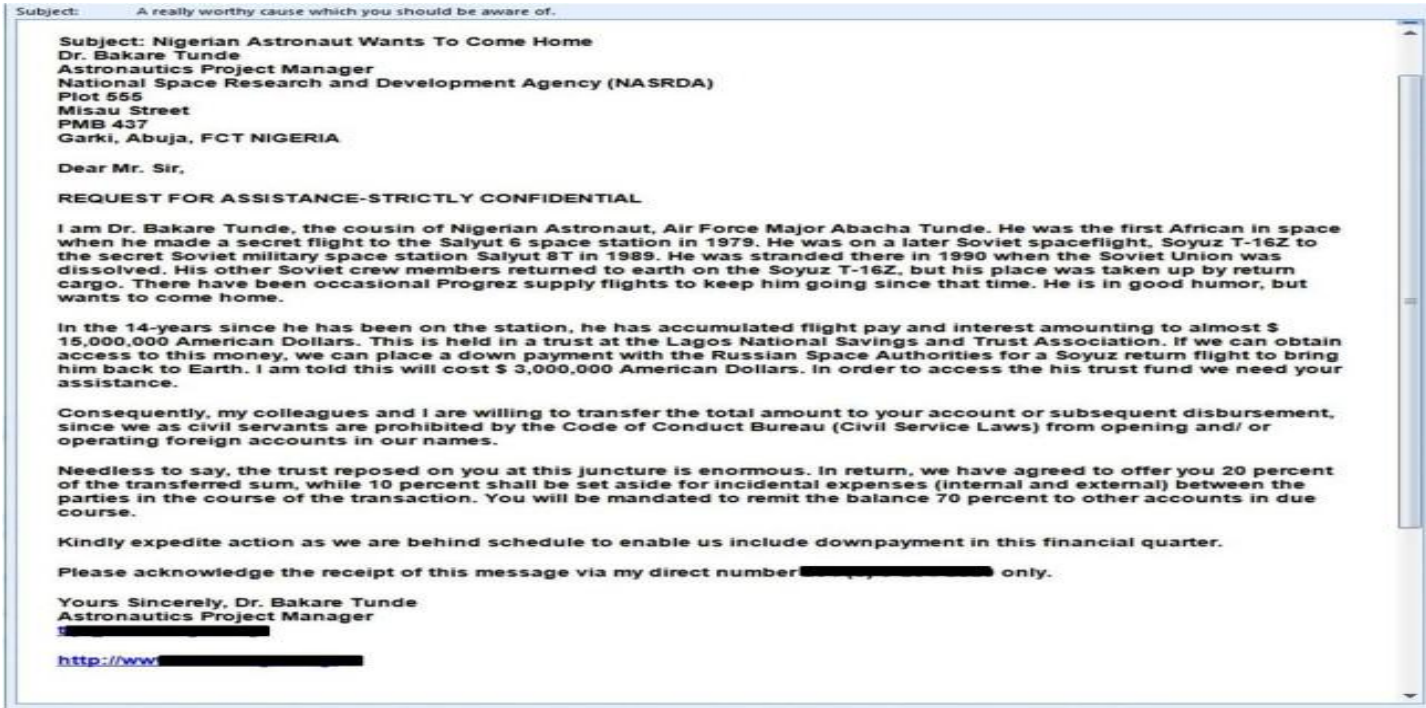 Subject: A really worthy cause which you should be aware of.
Subject: Nigerian Astronaut Wants To Come Home
Dr. Bakare Tunde
Astronautics Project Manager
National Space Research and Development Agency (NASRDA)
Plot 555
Misau Street
PMB 437
Garki, Abuja, FCT NIGERIA
Dear Mr. Sir,
REQUEST FOR ASSISTANCE-STRICTLY CONFIDENTIAL
I am Dr. Bakare Tunde, the cousin of Nigerian Astronaut, Air Force Major Abacha Tunde. He was the first African in space
when he made a secret flight to the Salyut 6 space station in 1979. He was on a later Soviet spaceflight, Soyuz T-16Z to
the secret Soviet military space station Salyut 8T in 1989. He was stranded there in 1990 when the Soviet Union was
dissolved. His other Soviet crew members returned to earth on the Soyuz T-16Z, but his place was taken up by return
cargo. There have been occasional Progrez supply flights to keep him going since that time. He is in good humor, but
wants to come home.
In the 14-years since he has been on the station, he has accumulated flight pay and interest amounting to almost $
15,000,000 American Dollars. This is held in a trust at the Lagos National Savings and Trust Association. If we can obtain
access to this money, we can place a down payment with the Russian Space Authorities for a Soyuz return flight to bring
him back to Earth. I am told this will cost $ 3,000,000 American Dollars. In order to access the his trust fund we need your
assistance.
Consequently, my colleagues and I are willing to transfer the total amount to your account or subsequent disbursement,
since we as civil servants are prohibited by the Code of Conduct Bureau (Civil Service Laws) from opening and/ or
operating foreign accounts in our names.
Needless to say, the trust reposed on you at this juncture is enormous. In return, we have agreed to offer you 20 percent
of the transferred sum, while 10 percent shall be set aside for incidental expenses (internal and external) between the
parties in the course of the transaction. You will be mandated to remit the balance 70 percent to other accounts in due
course.
Kindly expedite action as we are behind schedule to enable us include downpayment in this financial quarter.
Please acknowledge the receipt of this message via my direct number only.
Yours Sincerely, Dr. Bakare Tunde
Astronautics Project Manager
http://www